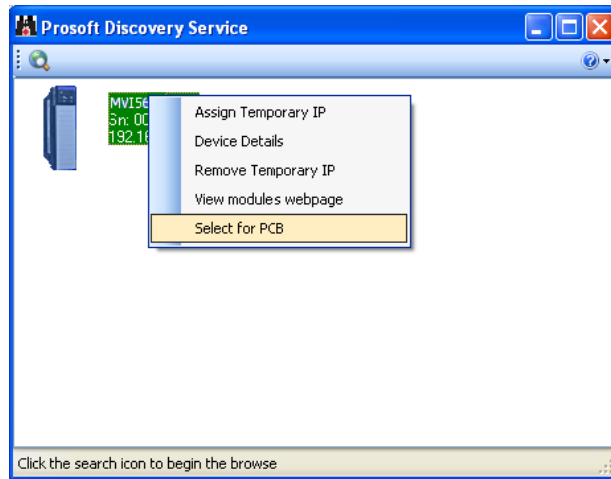 Prosoft Discovery Service
MVI56
Sn: 00
192.16
Assign Temporary IP
Device Details
Remove Temporary IP
View modules webpage
Select for PCB
Click the search icon to begin the browse